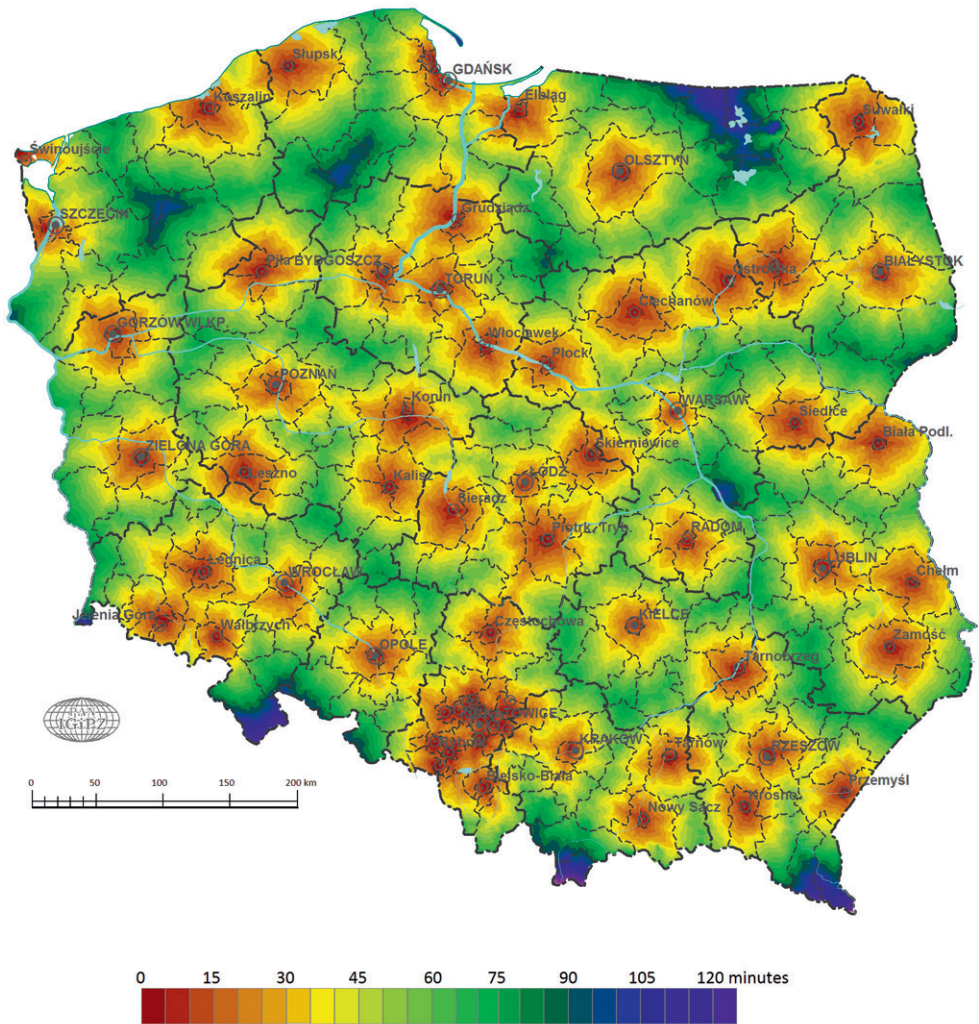 Słupsk
GDAŃSK
Koszalin
Elbląg
Suwałki
Świnoujście
OLSZTYN
SZCZECIN
Grudziądz
Piła BYDGOSZCZ
Ostrołęka
BIAŁYSTOK
TORUŃ
Ciechanów
GORZÓW WLKP
Włocławek
Płock
POZNAŃ
Konin
WARSAW
Siedlce
Biała Podl.
Skierniewice
ZIELONA GÓRA
Leszno
Kalisz
ŁÓDŹ
Sieradz
Piotrk. Tryb.
RADOM
Legnica
WROCŁAW
LUBLIN
Chełm
Jelenia Góra
Wałbrzych
Częstochowa
KIELCE
Zamość
OPOLE
Tarnobrzeg
WICE
KRAKÓW
Tarnów
RZESZÓW
Bielsko-Biała
Przemyśl
Nowy Sącz
Krosno
PAN
IGiPZ
0 50 100 150 200 km
0 15 30 45 60 75 90 105 120 minutes